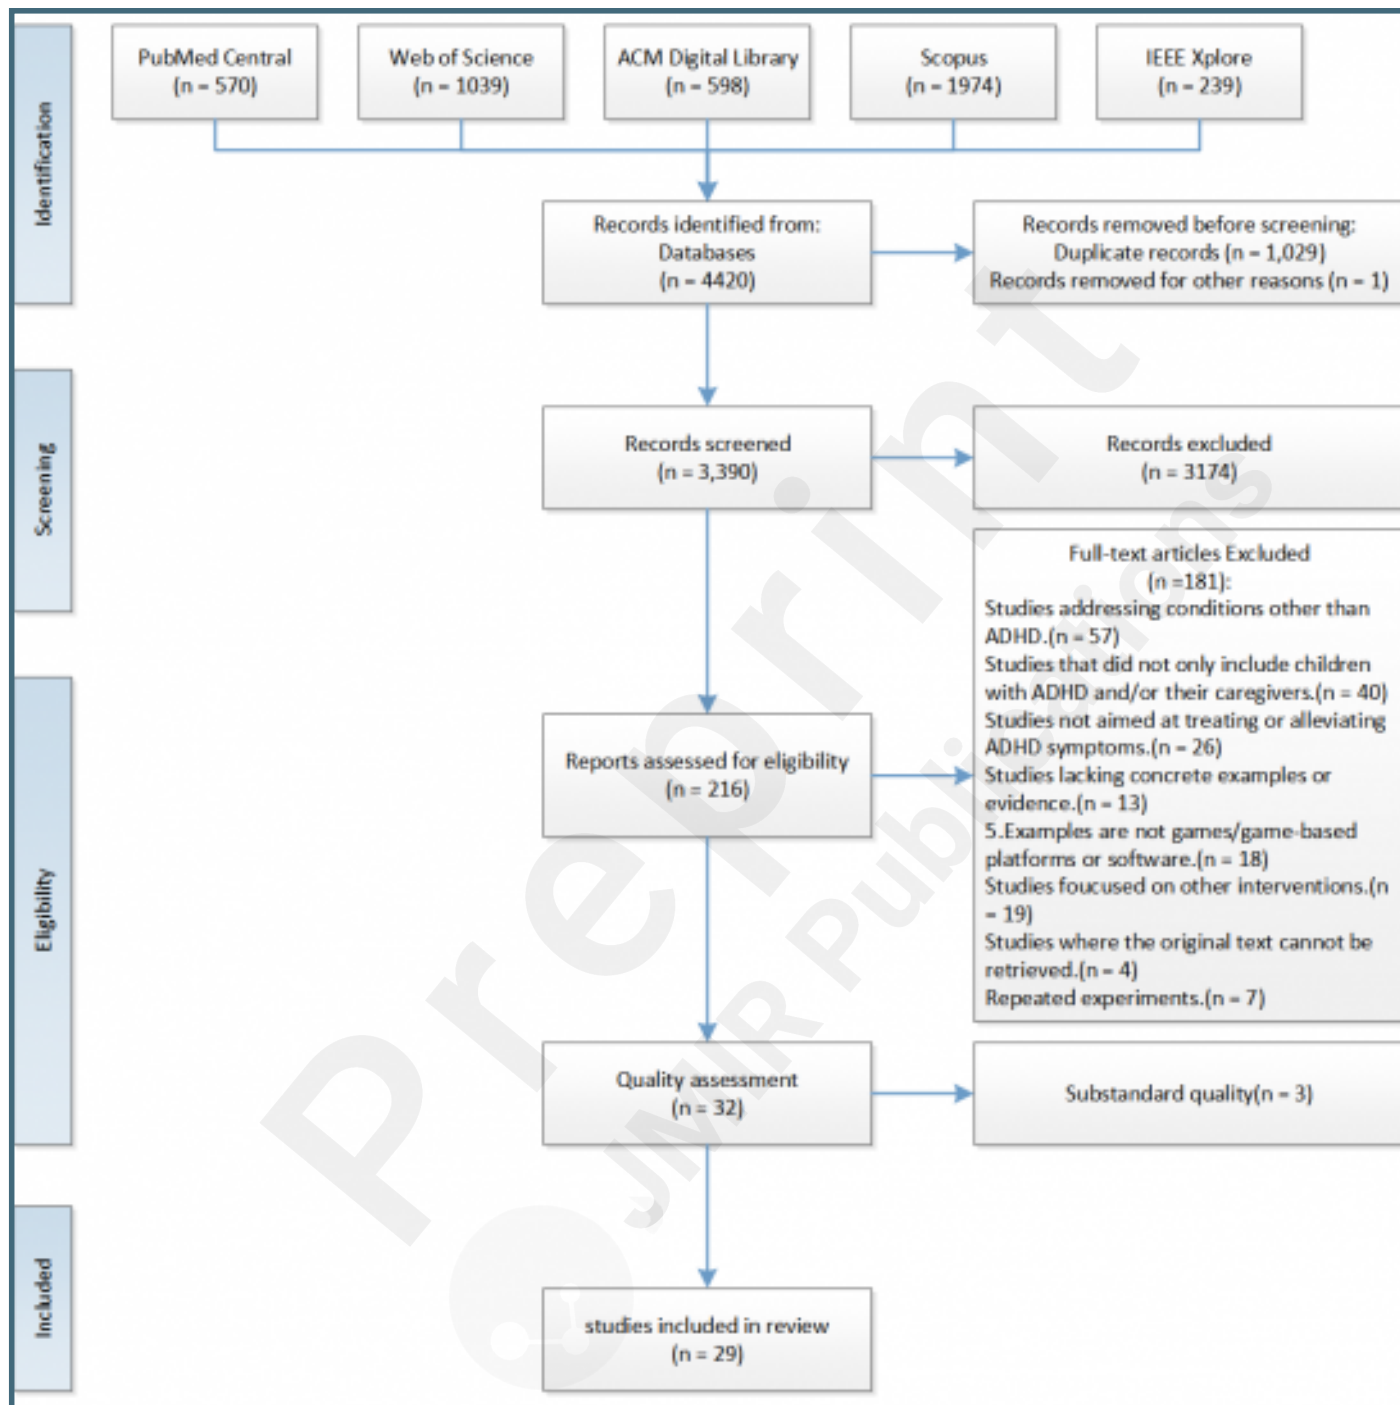 Identification
PubMed Central
(n = 570)
Web of Science
(n = 1039)
ACM Digital Library
(n = 598)
Scopus
(n = 1974)
IEEE Xplore
(n = 239)
Records identified from:
Databases
(n = 4420)
Records removed before screening:
Duplicate records (n = 1,029)
Records removed for other reasons (n = 1)
Screening
Records screened
(n = 3,390)
Records excluded
(n = 3174)
Eligibility
Reports assessed for eligibility
(n = 216)
Full-text articles Excluded
(n =181):
Studies addressing conditions other than
ADHD.(n = 57)
Studies that did not only include children
with ADHD and/or their caregivers.(n = 40)
Studies not aimed at treating or alleviating
ADHD symptoms.(n = 26)
Studies lacking concrete examples or
evidence.(n = 13)
5.Examples are not games/game-based
platforms or software.(n = 18)
Studies foucused on other interventions.(n
= 19)
Studies where the original text cannot be
retrieved.(n = 4)
Repeated experiments.(n = 7)
Quality assessment
(n = 32)
Substandard quality(n = 3)
Included
studies included in review
(n = 29)
Preprint
JMIR Publications